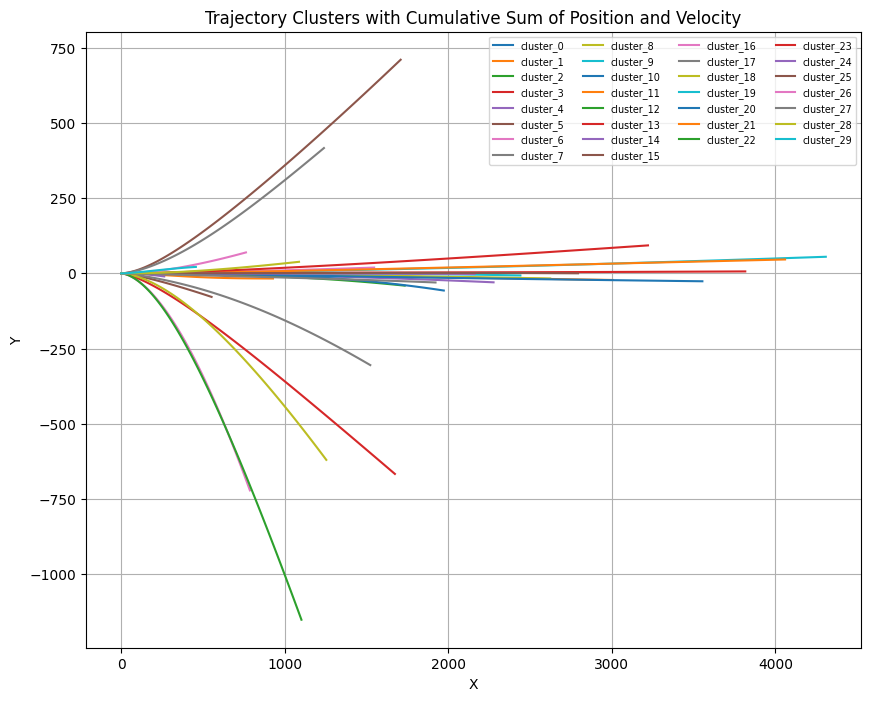 Trajectory Clusters with Cumulative Sum of Position and Velocity
cluster_0
cluster_1
cluster_2
cluster_3
cluster_4
cluster_5
cluster_6
cluster_7
cluster_8
cluster_9
cluster_10
cluster_11
cluster_12
cluster_13
cluster_14
cluster_15
cluster_16
cluster_17
cluster_18
cluster_19
cluster_20
cluster_21
cluster_22
cluster_23
cluster_24
cluster_25
cluster_26
cluster_27
cluster_28
cluster_29
Y
750
500
250
0
−250
−500
−750
−1000
0
1000
2000
3000
4000
X